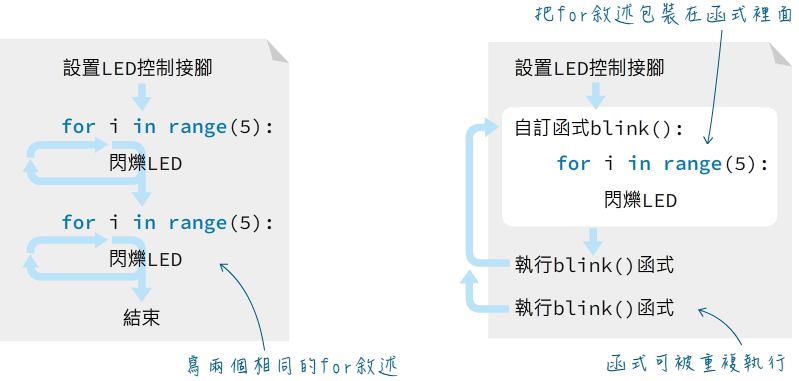 設置LED控制接腳
for i in range(5):
閃爍LED
for i in range(5):
閃爍LED
結束
寫兩個相同的for敘述
把for敘述包裝在函式裡面
設置LED控制接腳
自訂函式blink():
for i in range(5):
閃爍LED
執行blink()函式
執行blink()函式
函式可被重複執行